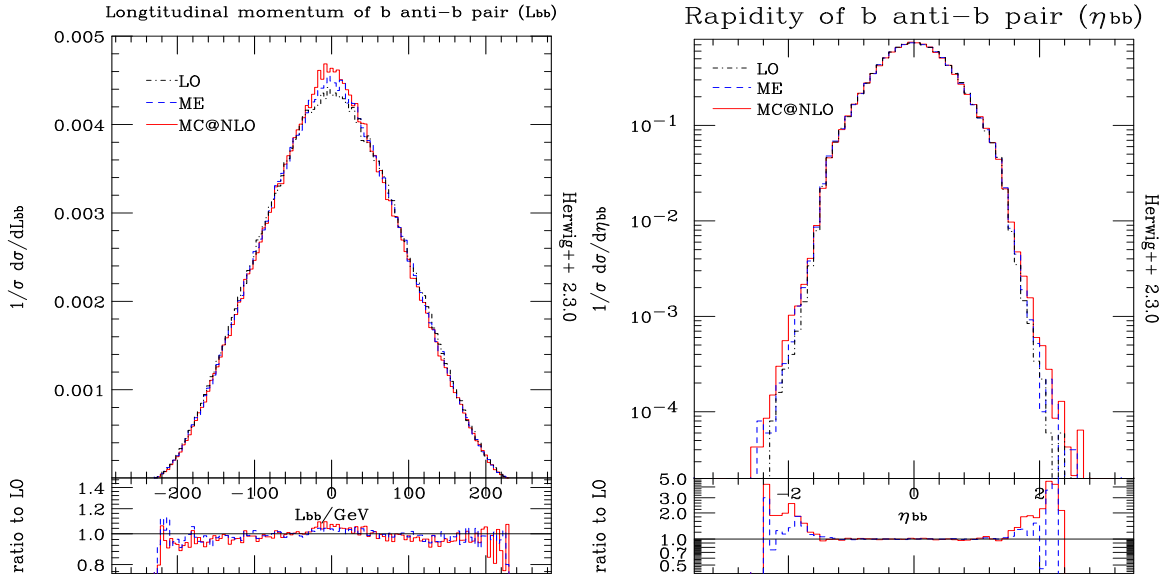 Longtitudinal momentum of b anti-b pair (Lbb)
0.005
LO
ME
MC@NLO
0.004
0.003
0.002
0.001
1/σ dσ/dLbb
Herwig++ 2.3.0
-200
-100
0
100
200
Lbb/GeV
1.4
1.2
1.0
0.8
ratio to LO
Rapidity of b anti-b pair (ηbb)
LO
ME
MC@NLO
10⁻¹
10⁻²
10⁻³
10⁻⁴
1/σ dσ/dηbb
Herwig++ 2.3.0
-2
0
2
ηbb
5.0
3.0
2.0
1.0
0.7
0.5
ratio to LO